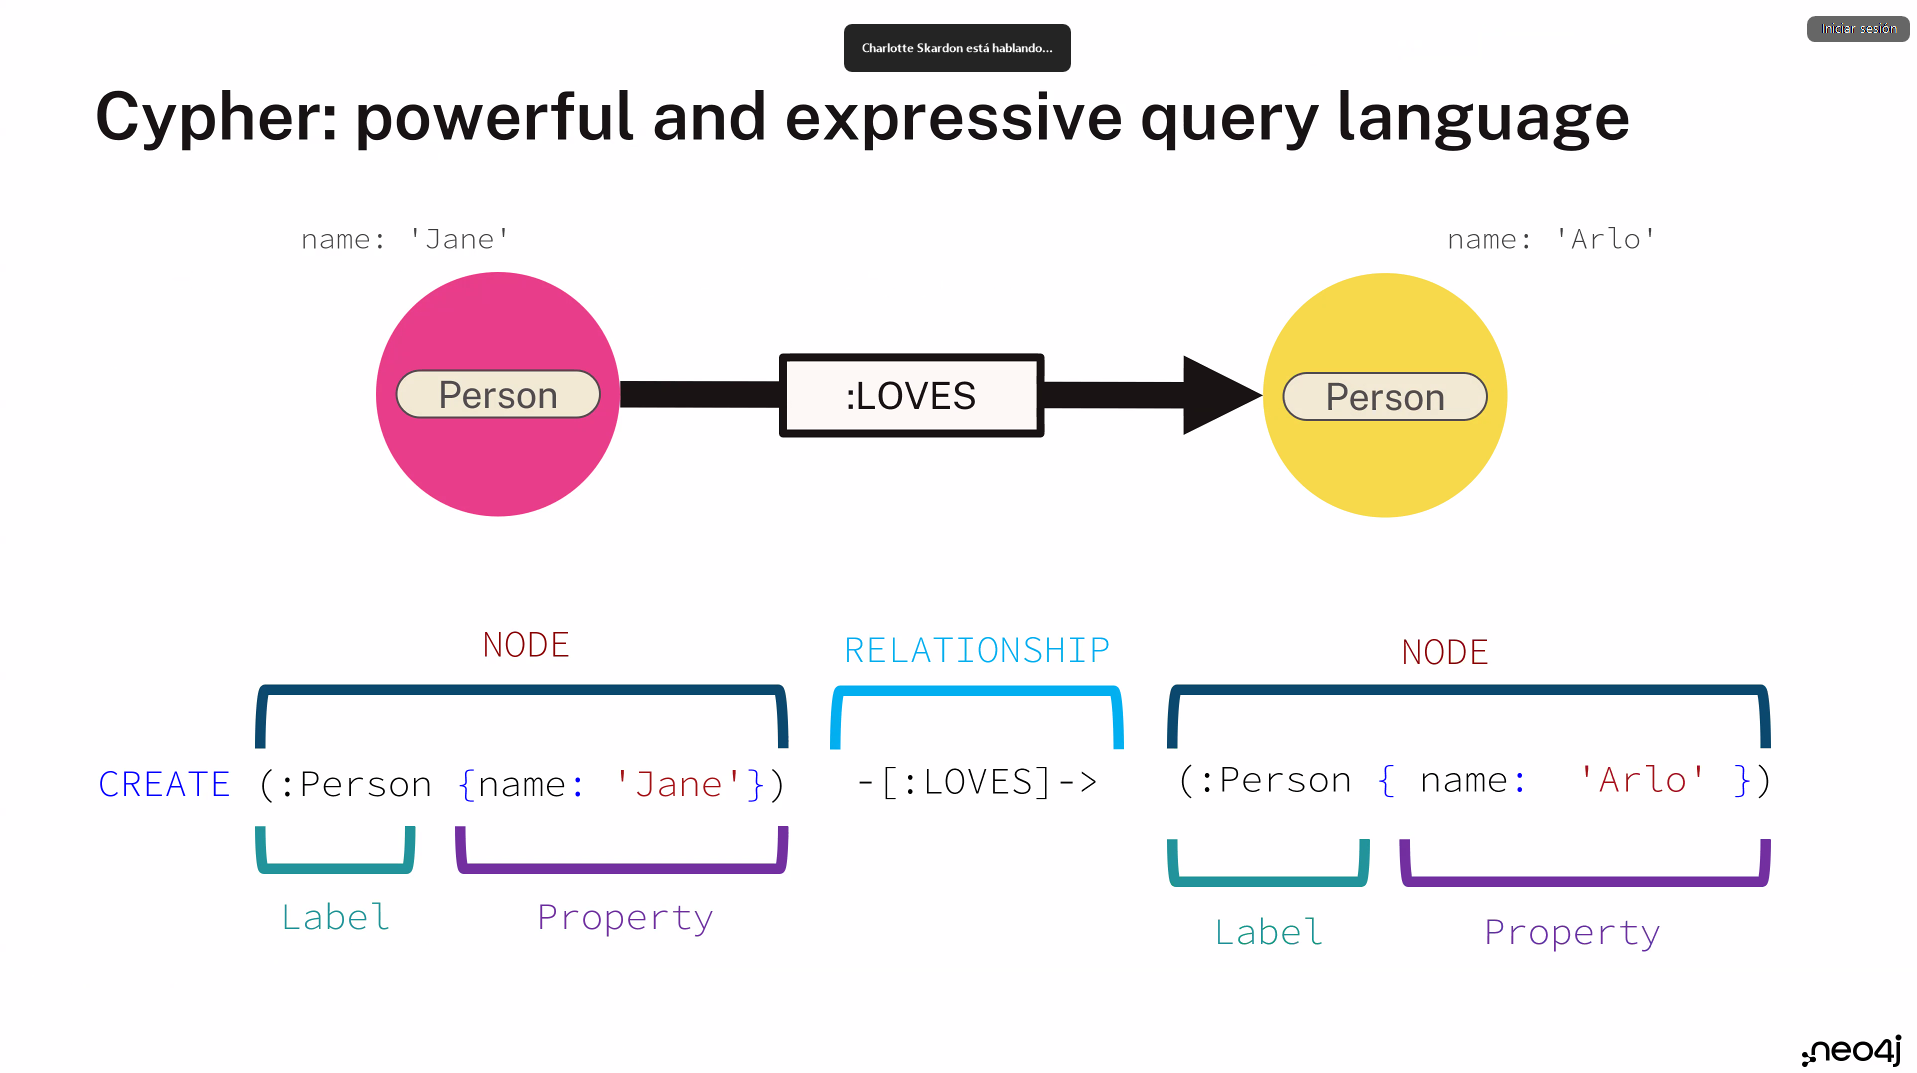 Charlotte Skardon está hablando...
Iniciar sesión
Cypher: powerful and expressive query language
name: 'Jane'
name: 'Arlo'
Person
:LOVES
Person
NODE
RELATIONSHIP
NODE
CREATE (:Person {name: 'Jane'}) -[:LOVES]-> (:Person { name: 'Arlo' })
Label
Property
Label
Property
neo4j